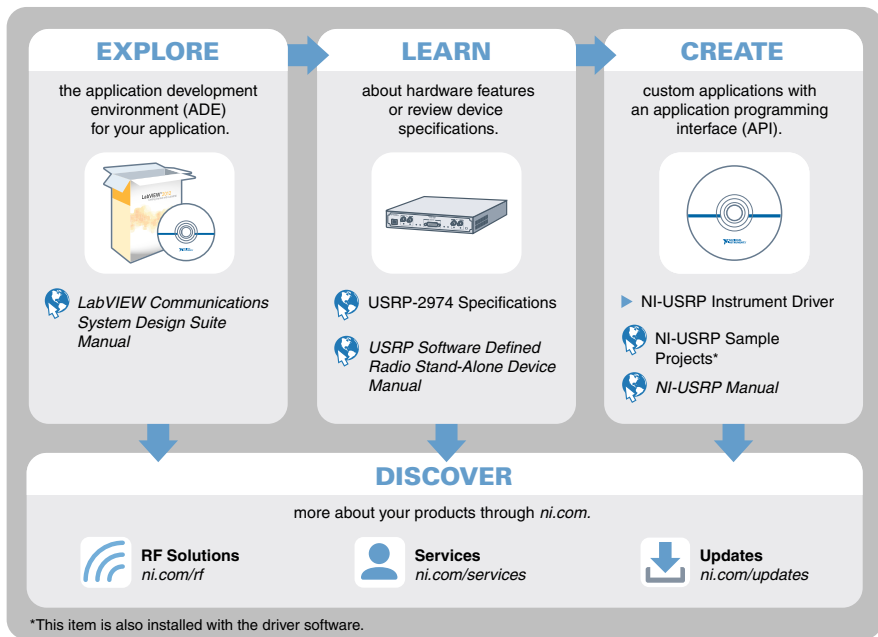 EXPLORE
the application development
environment (ADE)
for your application.
LabVIEW
LabVIEW Communications
System Design Suite
Manual
LEARN
about hardware features
or review device
specifications.
USRP-2974 Specifications
USRP Software Defined
Radio Stand-Alone Device
Manual
CREATE
custom applications with
an application programming
interface (API).
NI-USRP Instrument Driver
NI-USRP Sample
Projects*
NI-USRP Manual
DISCOVER
more about your products through ni.com.
RF Solutions
ni.com/rf
Services
ni.com/services
Updates
ni.com/updates
*This item is also installed with the driver software.